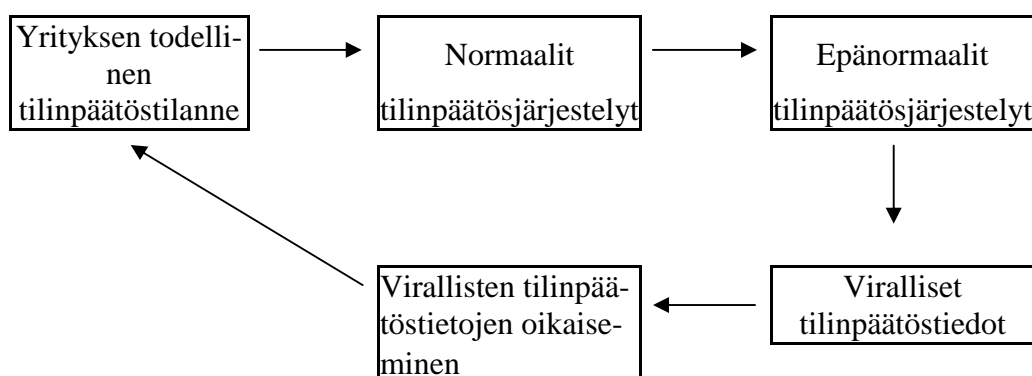 Yrityksen todelli-
nen
tilinpäätöstilanne
Normaalit
tilinpäätösjärjestelyt
Epänormaalit
tilinpäätösjärjestelyt
Viralliset
tilinpäätöstiedot
Virallisten tilinpää-
töstietojen oikaise-
minen